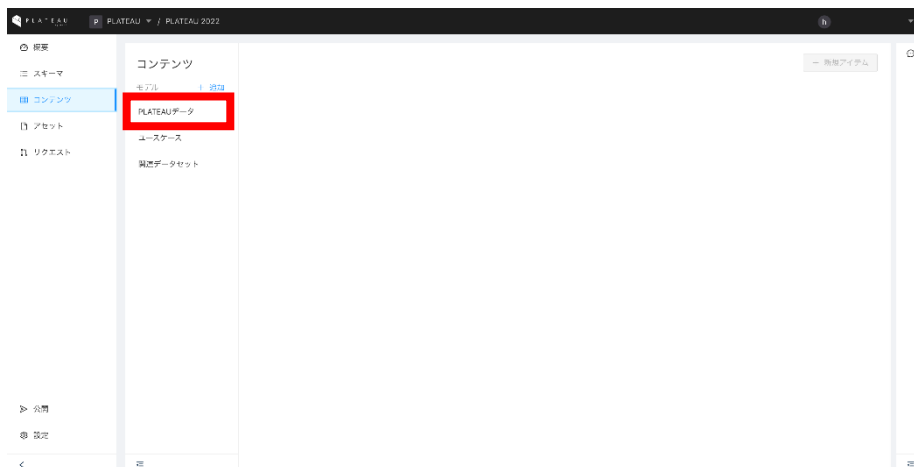 PLATEAU
P PLATEAU / PLATEAU 2022
h
概要
スキーマ
コンテンツ
アセット
リクエスト
公開
設定
コンテンツ
モデル
+ 追加
PLATEAUデータ
ユースケース
関連データセット
+ 新規アイテム